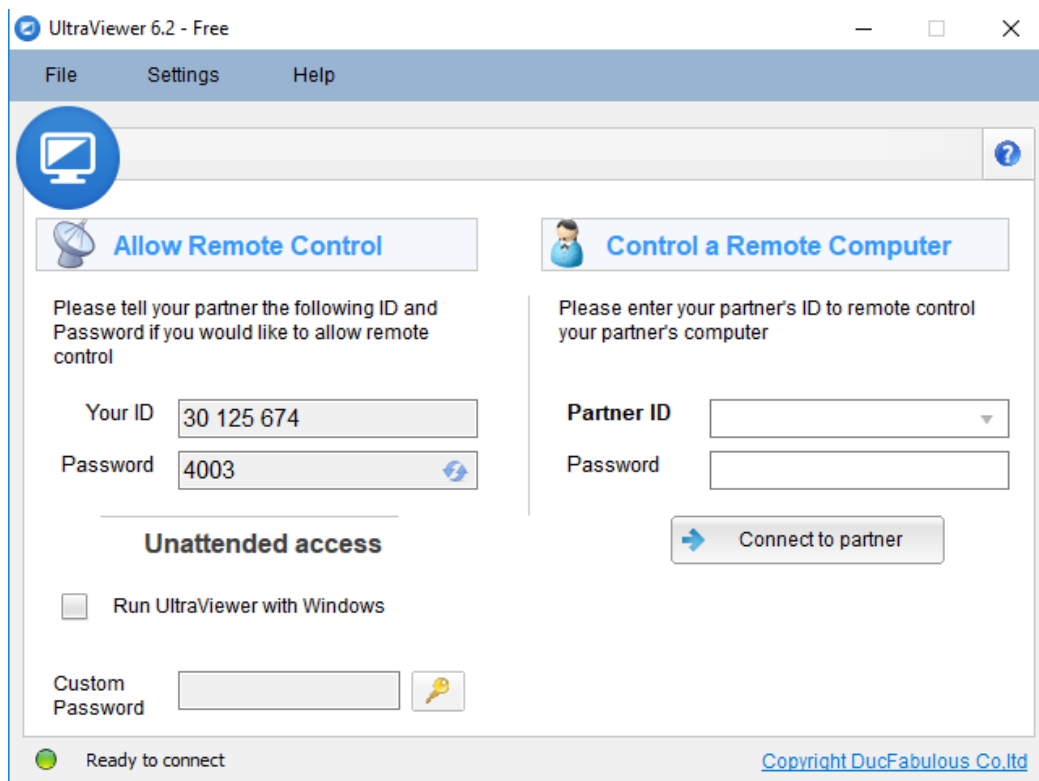 UltraViewer 6.2 - Free
File Settings Help
Allow Remote Control
Please tell your partner the following ID and
Password if you would like to allow remote
control
Your ID 30 125 674
Password 4003
Unattended access
Run UltraViewer with Windows
Custom
Password
Control a Remote Computer
Please enter your partner's ID to remote control
your partner's computer
Partner ID
Password
Connect to partner
Ready to connect
Copyright DucFabulous Co,ltd